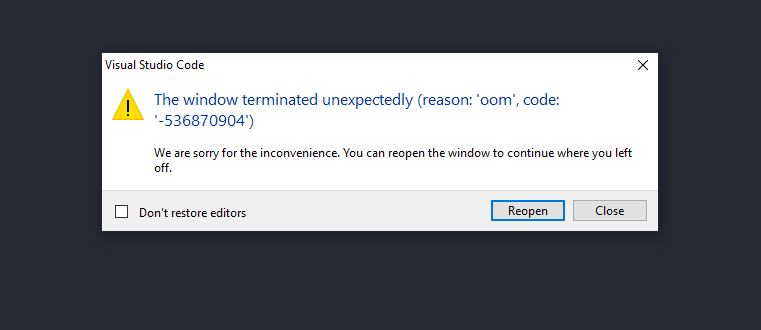 Visual Studio Code
The window terminated unexpectedly (reason: 'oom', code:
'-536870904')
We are sorry for the inconvenience. You can reopen the window to continue where you left
off.
Don't restore editors
Reopen
Close